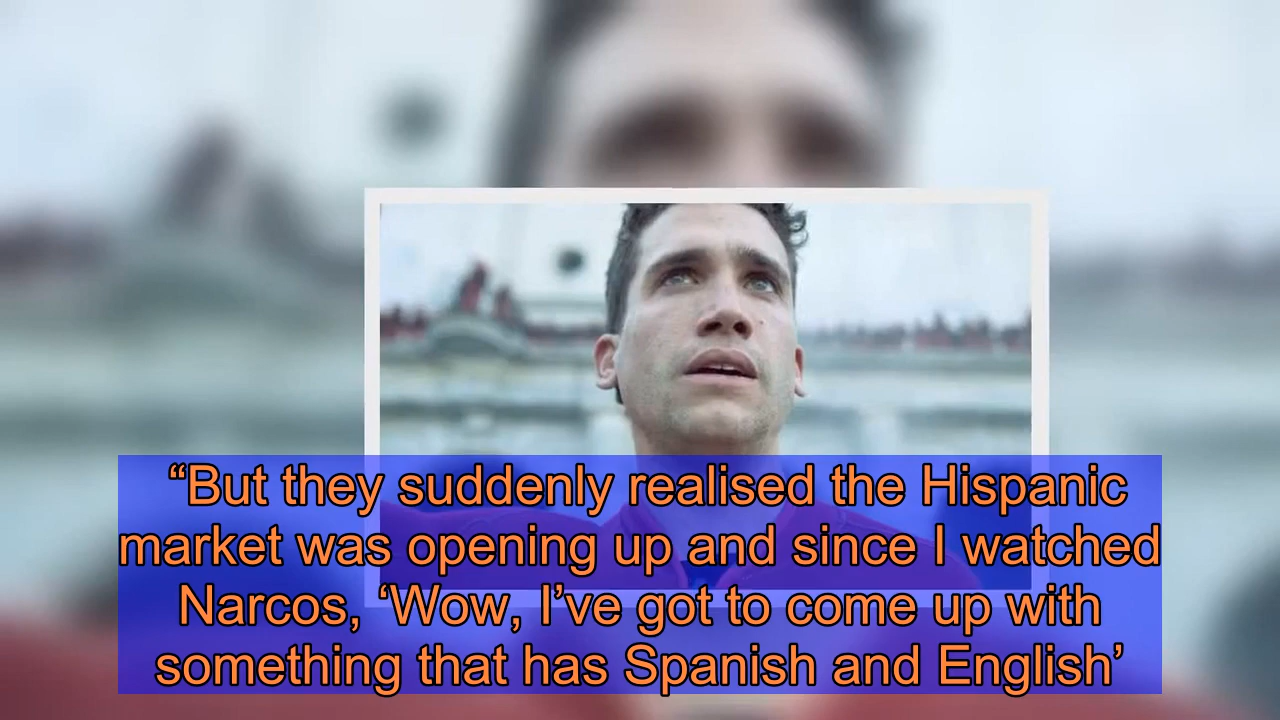 “But they suddenly realised the Hispanic
market was opening up and since I watched
Narcos, ‘Wow, I’ve got to come up with
something that has Spanish and English’